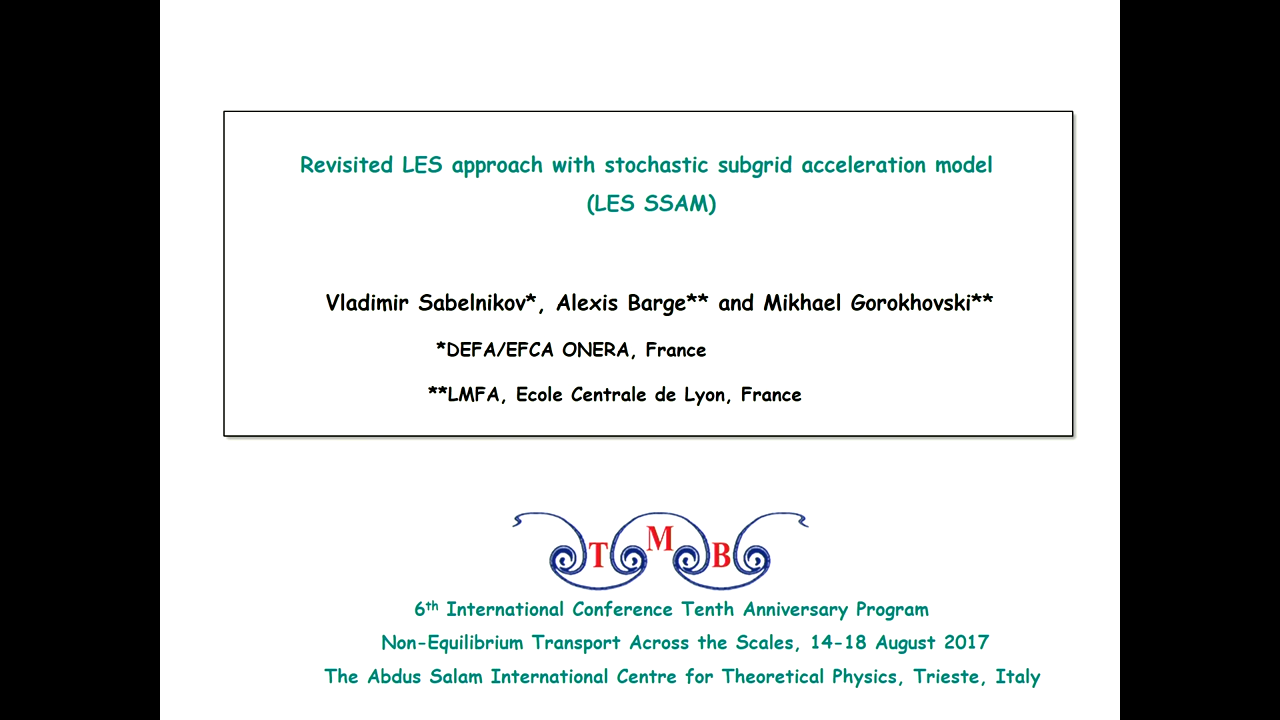 Revisited LES approach with stochastic subgrid acceleration model
(LES SSAM)
Vladimir Sabelnikov*, Alexis Barge** and Mikhael Gorokhovski**
*DEFA/EFCA ONERA, France
**LMFA, Ecole Centrale de Lyon, France
T M B
6th International Conference Tenth Anniversary Program
Non-Equilibrium Transport Across the Scales, 14-18 August 2017
The Abdus Salam International Centre for Theoretical Physics, Trieste, Italy